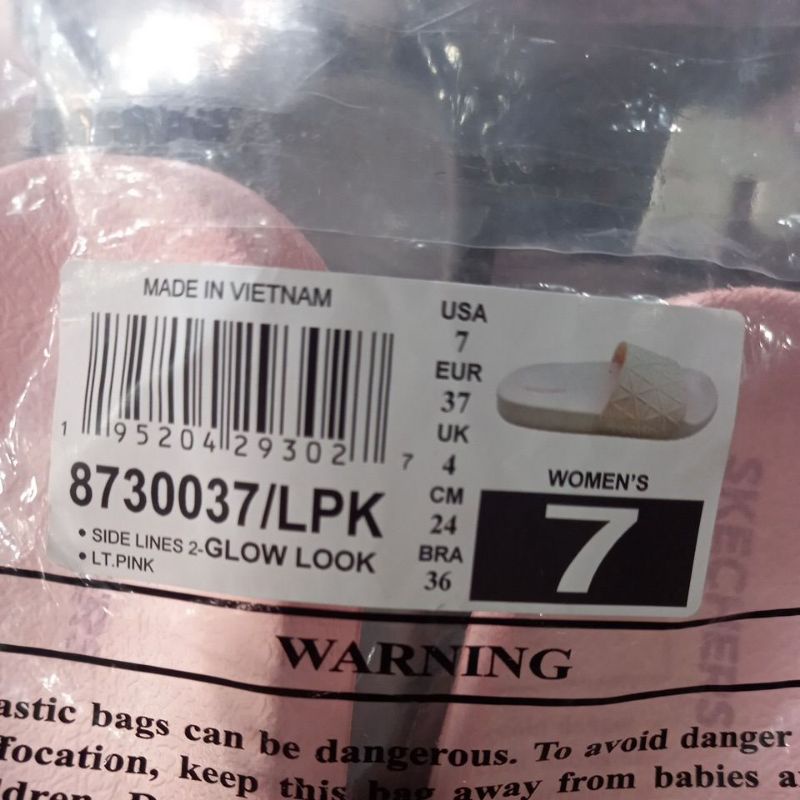 MADE IN VIETNAM
1 95204 29302 7
8730037/LPK
• SIDE LINES 2-GLOW LOOK
• LT.PINK
USA
7
EUR
37
UK
4
CM
24
BRA
36
WOMEN'S
7
SKECHERS
WARNING
astic bags can be dangerous. To avoid danger
focation, keep this bag away from babies a
ldren.